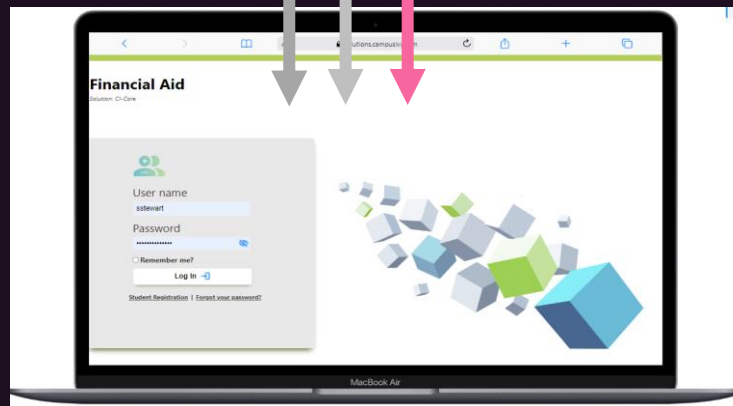 Financial Aid
Solution: CI-Core
User name
sstewart
Password
Remember me?
Log In
Student Registration | Forgot your password?
MacBook Air